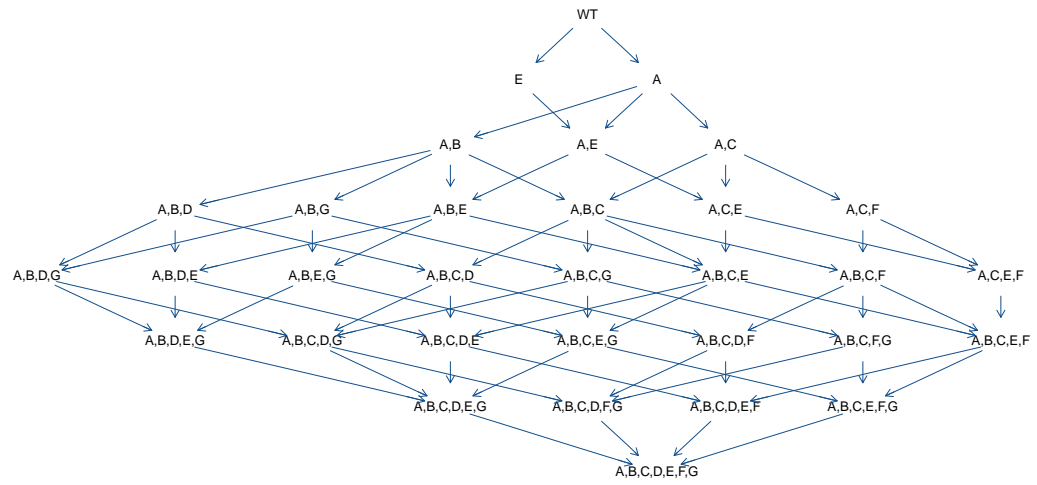 WT
E A
A,B A,E A,C
A,B,D A,B,G A,B,E A,B,C A,C,E A,C,F
A,B,D,G A,B,D,E A,B,E,G A,B,C,D A,B,C,G A,B,C,E A,B,C,F A,C,E,F
A,B,D,E,G A,B,C,D,G A,B,C,D,E A,B,C,E,G A,B,C,D,F A,B,C,F,G A,B,C,E,F
A,B,C,D,E,G A,B,C,D,F,G A,B,C,D,E,F A,B,C,E,F,G
A,B,C,D,E,F,G